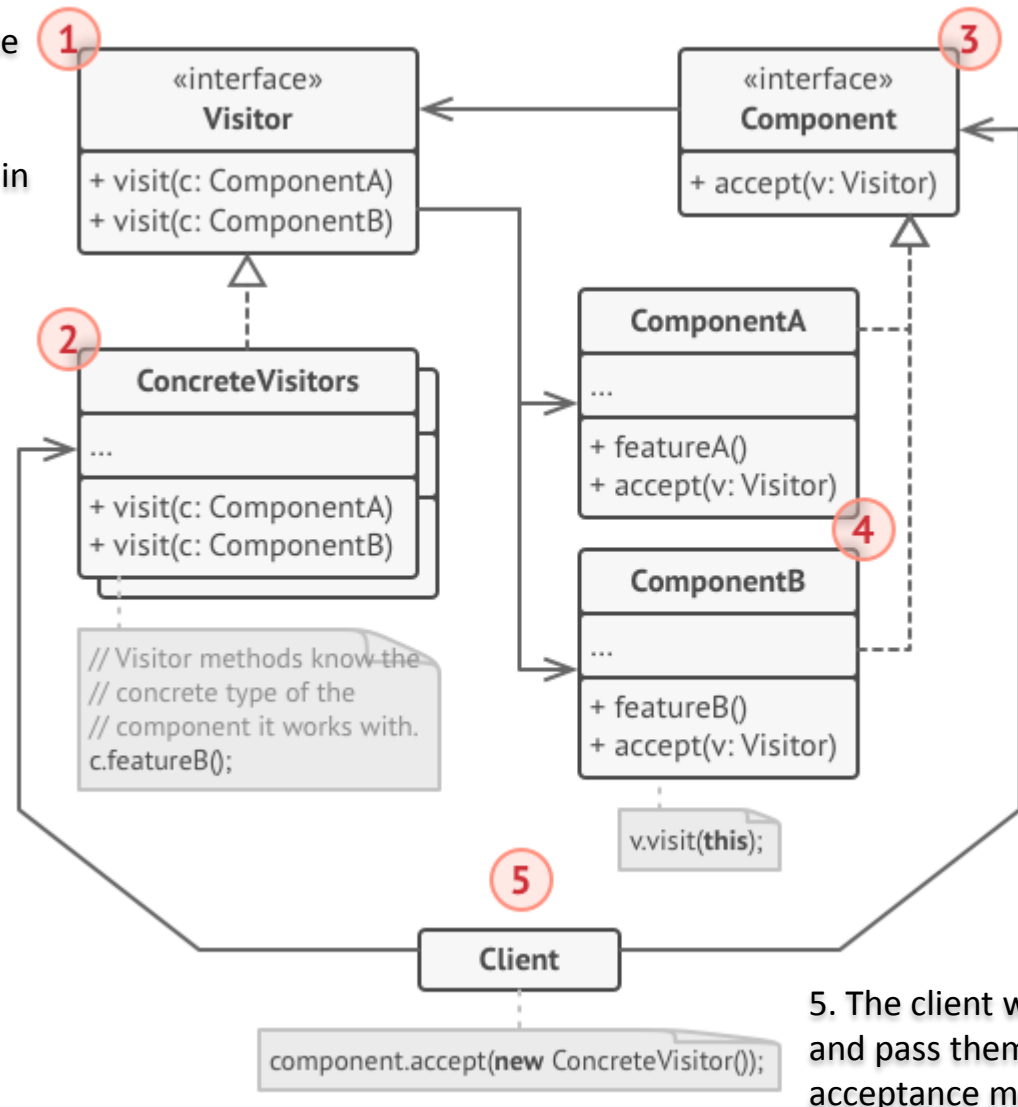 e
1
3
«interface»
Visitor
+ visit(c: ComponentA)
+ visit(c: ComponentB)
in
«interface»
Component
+ accept(v: Visitor)
2
ConcreteVisitors
...
+ visit(c: ComponentA)
+ visit(c: ComponentB)
// Visitor methods know the
// concrete type of the
// component it works with.
c.featureB();
ComponentA
...
+ featureA()
+ accept(v: Visitor)
4
ComponentB
...
+ featureB()
+ accept(v: Visitor)
v.visit(this);
5
Client
component.accept(new ConcreteVisitor());
5. The client
and pass
acceptance